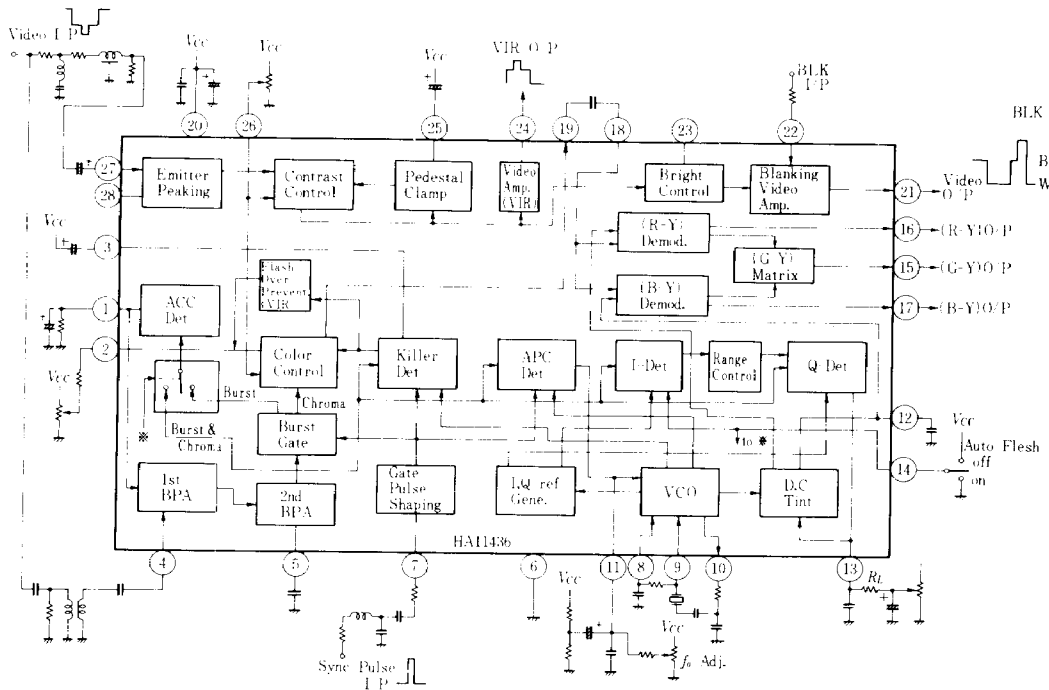 Video I P
Vcc
Vcc
Vcc
VIR O P
BLK
I/P
BLK
20
26
25
24
19
18
23
22
27
28
Emitter
Peaking
Contrast
Control
Pedestal
Clamp
Video
Amp.
(VIR)
Bright
Control
Blanking
Video
Amp.
21
Video
O P
B
W
Vcc
3
Flash
Over
Prevent
(VIR
(R-Y)
Demod.
(G Y)
Matrix
(B-Y)
Demod.
16
(R-Y)O/P
15
(G-Y)O/P
17
(B-Y)O/P
1
2
Vcc
ACC
Det
Color
Control
Killer
Det
APC
Det
I-Det
Range
Control
Q-Det
Burst
Chroma
※
Burst &
Chroma
Burst
Gate
to ※
12
Vcc
Auto Flesh
off
on
14
1st
BPA
2nd
BPA
Gate
Pulse
Shaping
I,Q ref
Gene.
VCO
D.C
Tint
HA11436
4
5
7
6
11
8
9
10
13
Vcc
RL
Vcc
f0 Adj.
Sync Pulse
I P